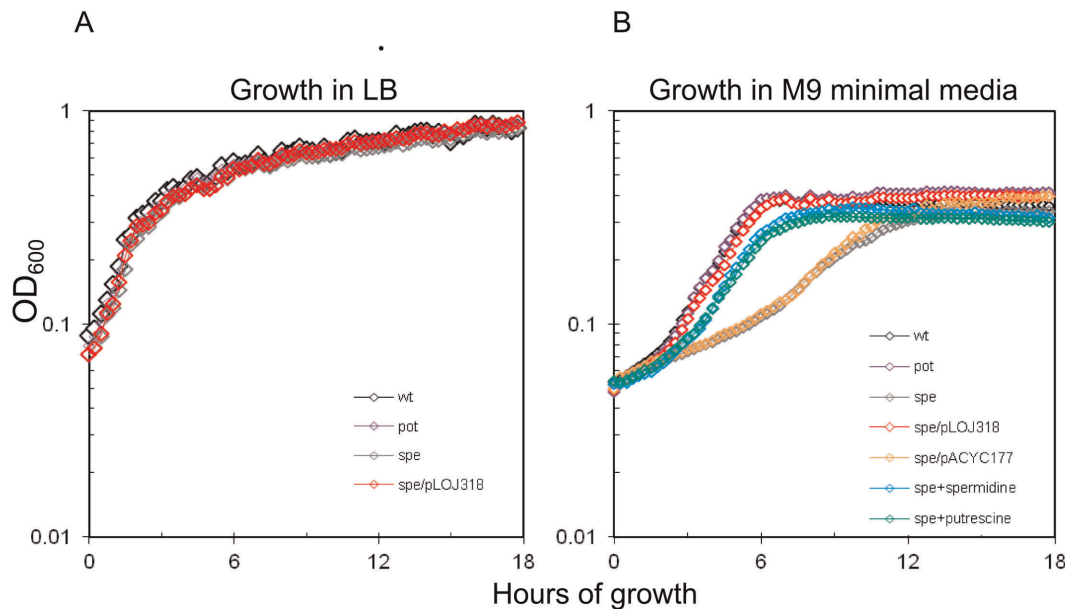 A
Growth in LB
OD600
1
0.1
0.01
wt
pot
spe
spe/pLOJ318
0
6
12
18
B
Growth in M9 minimal media
1
0.1
0.01
wt
pot
spe
spe/pLOJ318
spe/pACYC177
spe+spermidine
spe+putrescine
0
6
12
18
Hours of growth